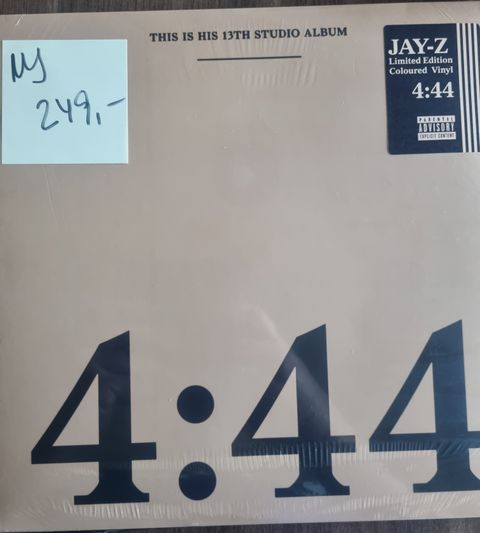 THIS IS HIS 13TH STUDIO ALBUM
Ny
249,-
JAY-Z
Limited Edition
Coloured Vinyl
4:44
PARENTAL
ADVISORY
EXPLICIT CONTENT
4:44